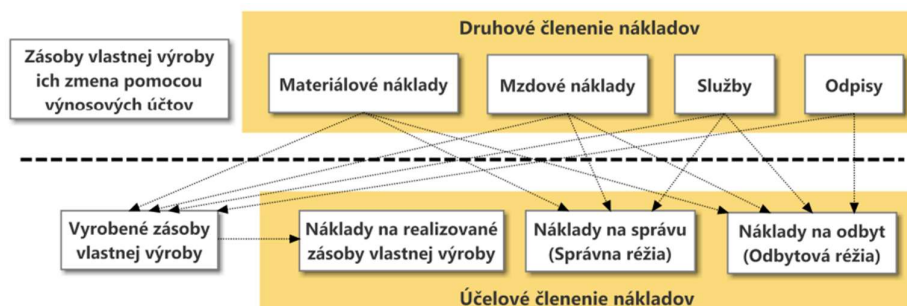 Druhové členenie nákladov
Zásoby vlastnej výroby
ich zmena pomocou
výnosových účtov
Materiálové náklady
Mzdové náklady
Služby
Odpisy
Vyrobené zásoby
vlastnej výroby
Náklady na realizované
zásoby vlastnej výroby
Náklady na správu
(Správna réžia)
Náklady na odbyt
(Odbytová réžia)
Účelové členenie nákladov